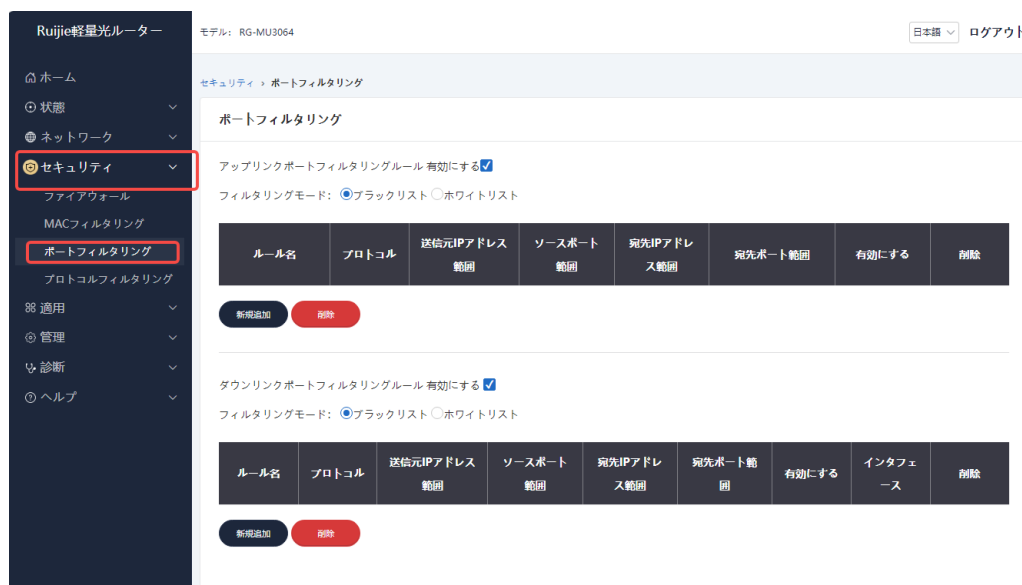 Ruijie軽量光ルーター
モデル: RG-MU3064
日本語
ログアウト
ホーム
状態
ネットワーク
セキュリティ
ファイアウォール
MACフィルタリング
ポートフィルタリング
プロトコルフィルタリング
適用
管理
診断
ヘルプ
セキュリティ › ポートフィルタリング
ポートフィルタリング
アップリンクポートフィルタリングルール 有効にする
フィルタリングモード: ブラックリスト ホワイトリスト
ルール名 プロトコル 送信元IPアドレス範囲 ソースポート範囲 宛先IPアドレス範囲 宛先ポート範囲 有効にする 削除
新規追加 削除
ダウンリンクポートフィルタリングルール 有効にする
フィルタリングモード: ブラックリスト ホワイトリスト
ルール名 プロトコル 送信元IPアドレス範囲 ソースポート範囲 宛先IPアドレス範囲 宛先ポート範囲 有効にする インタフェース 削除
新規追加 削除